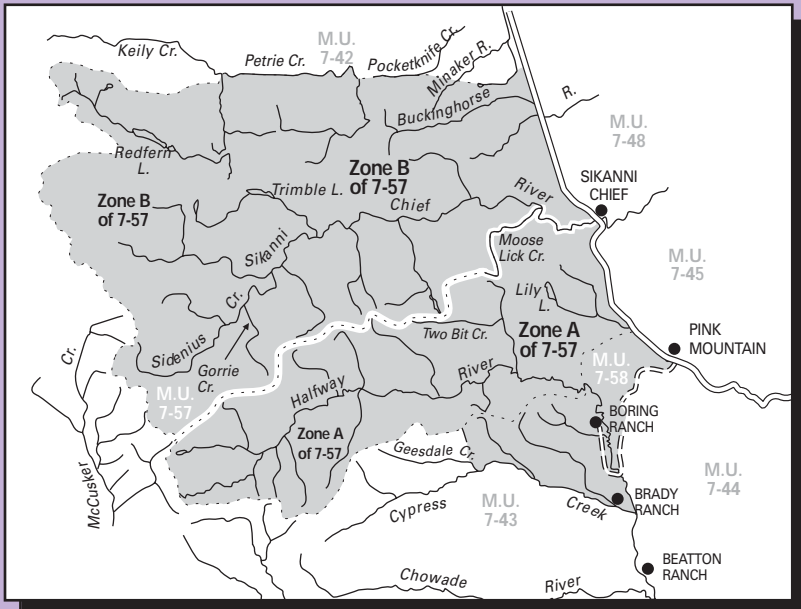 Keily Cr.
M.U.
7-42
Petrie Cr.
Pocketknife Cr.
Minaker R.
Buckinghorse
R.
M.U.
7-48
Redfern
L.
Zone B
of 7-57
Zone B
of 7-57
Trimble L.
Chief
River
SIKANNI
CHIEF
Sikanni
Moose
Lick Cr.
M.U.
7-45
Lily
L.
Cr.
Sidenius
Gorrie
Cr.
Two Bit Cr.
Zone A
of 7-57
PINK
MOUNTAIN
M.U.
7-58
Cr.
McCusker
M.U.
7-57
Halfway
River
Zone A
of 7-57
BORING
RANCH
Geesdale Cr.
M.U.
7-44
Cypress
Creek
M.U.
7-43
BRADY
RANCH
Chowade
River
BEATTON
RANCH